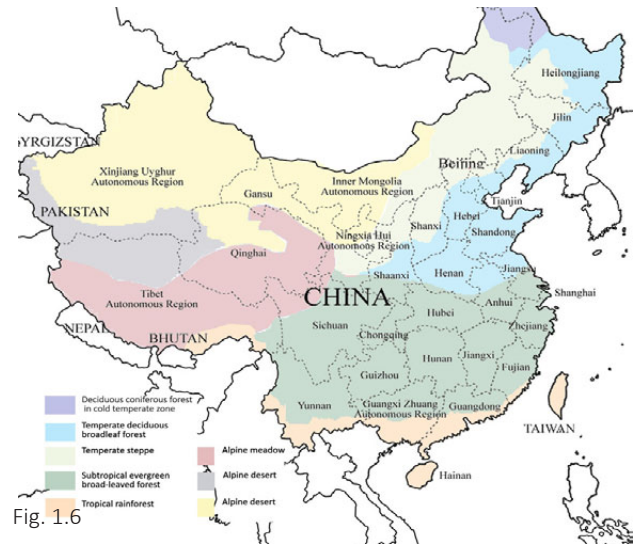 Heilongjiang
Jilin
Liaoning
GYRGIZSTAN
Xinjiang Uyghur
Autonomous Region
Gansu
Inner Mongolia
Autonomous Region
Beijing
Tianjin
Hebei
Shanxi
Shandong
PAKISTAN
Ningxia Hui
Autonomous Region
Qinghai
Shaanxi
Henan
Jiangsu
Tibet
Autonomous Region
CHINA
Anhui
Shanghai
Hubei
Zhejiang
NEPAL
BHUTAN
Sichuan
Chongqing
Hunan
Jiangxi
Fujian
Guizhou
Yunnan
Guangxi Zhuang
Autonomous Region
Guangdong
TAIWAN
Hainan
Deciduous coniferous forest
in cold temperate zone
Temperate deciduous
broadleaf forest
Temperate steppe
Subtropical evergreen
broad-leaved forest
Tropical rainforest
Alpine meadow
Alpine desert
Alpine desert
Fig. 1.6